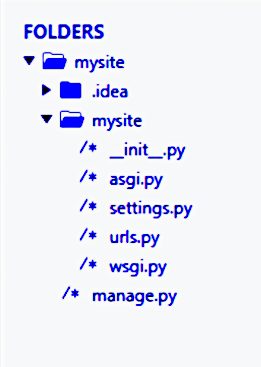 FOLDERS
mysite
.idea
mysite
/* __init__.py
/* asgi.py
/* settings.py
/* urls.py
/* wsgi.py
/* manage.py